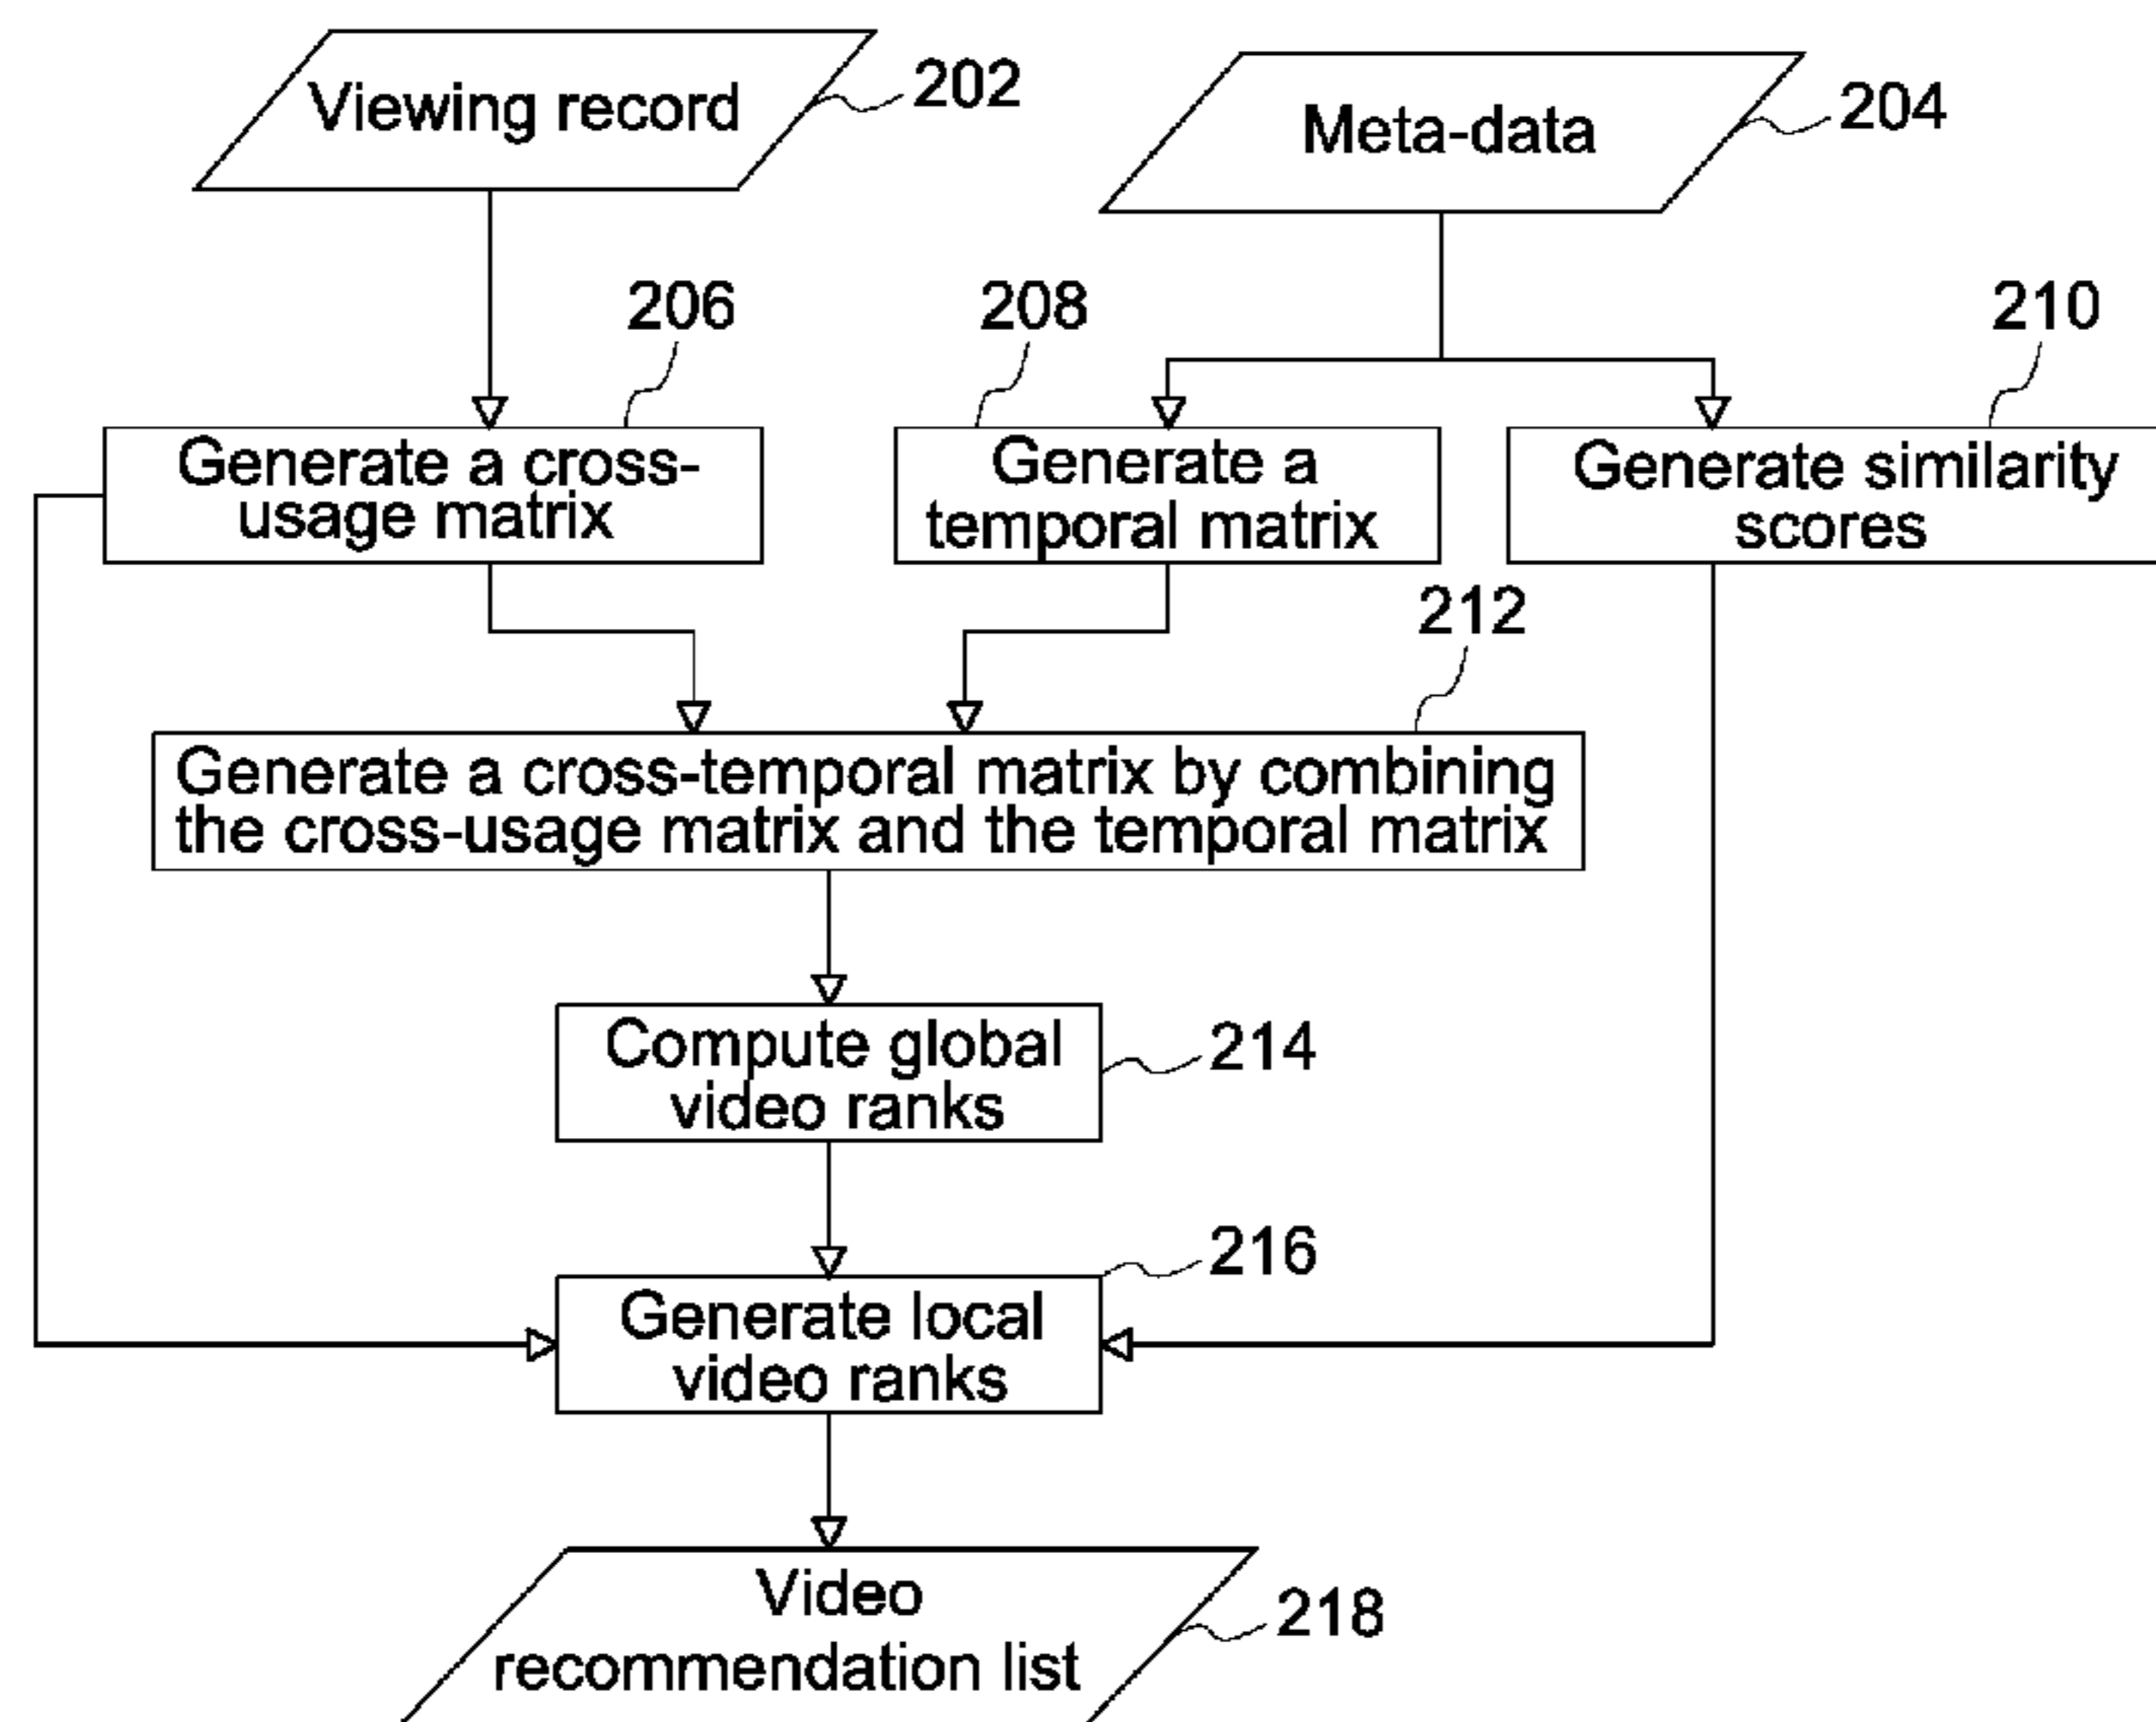 Viewing record
202
Meta-data
204
206
208
210
Generate a cross-
usage matrix
Generate a
temporal matrix
Generate similarity
scores
212
Generate a cross-temporal matrix by combining
the cross-usage matrix and the temporal matrix
Compute global
video ranks
214
216
Generate local
video ranks
Video
recommendation list
218